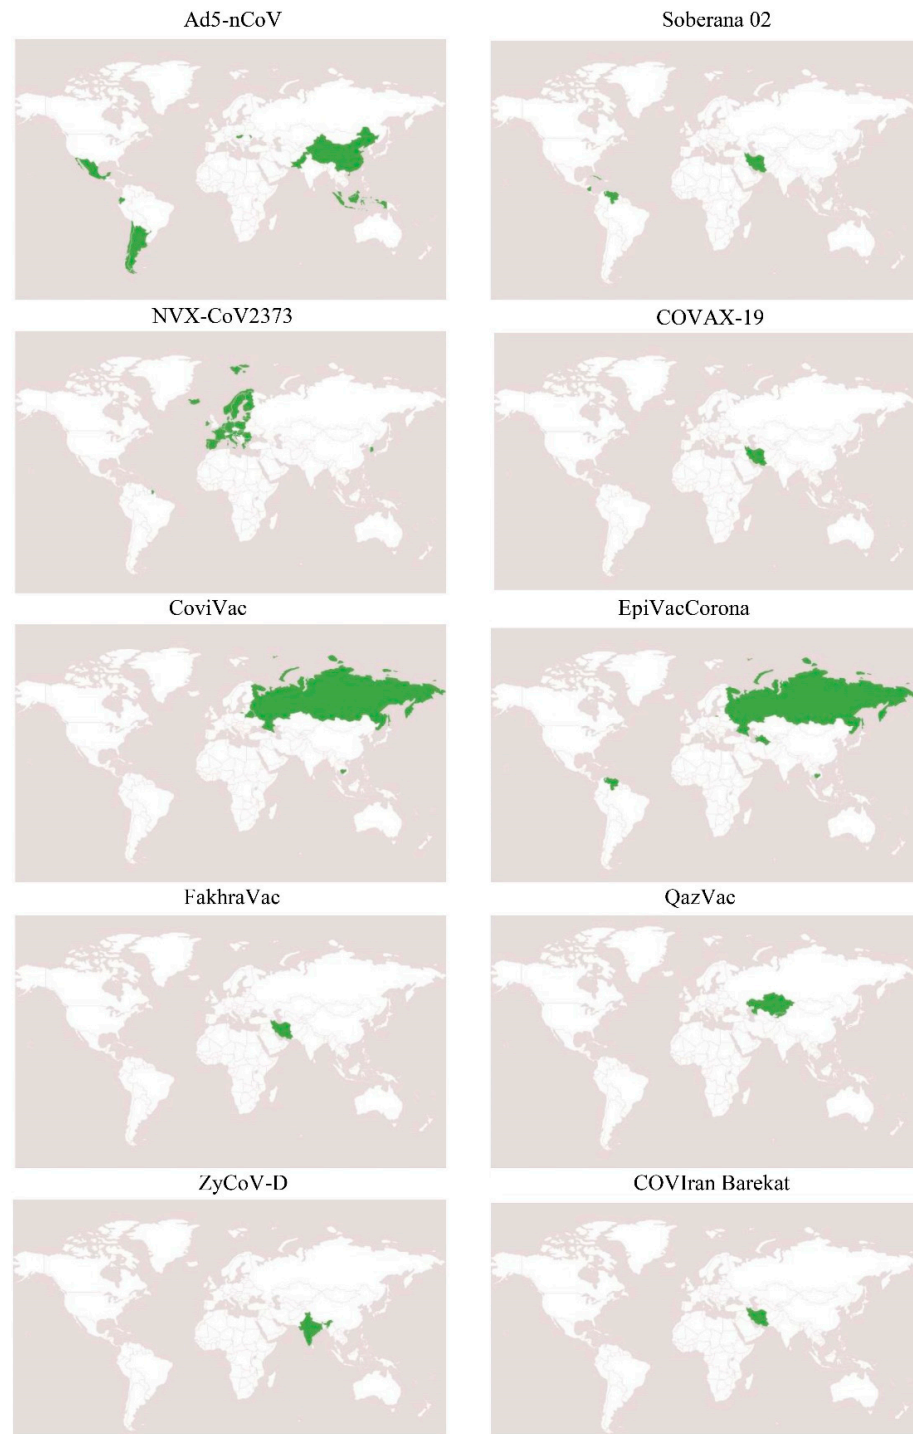 Ad5-nCoV
Soberana 02
NVX-CoV2373
COVAX-19
CoviVac
EpiVacCorona
FakhraVac
QazVac
ZyCoV-D
COVIran Barekat